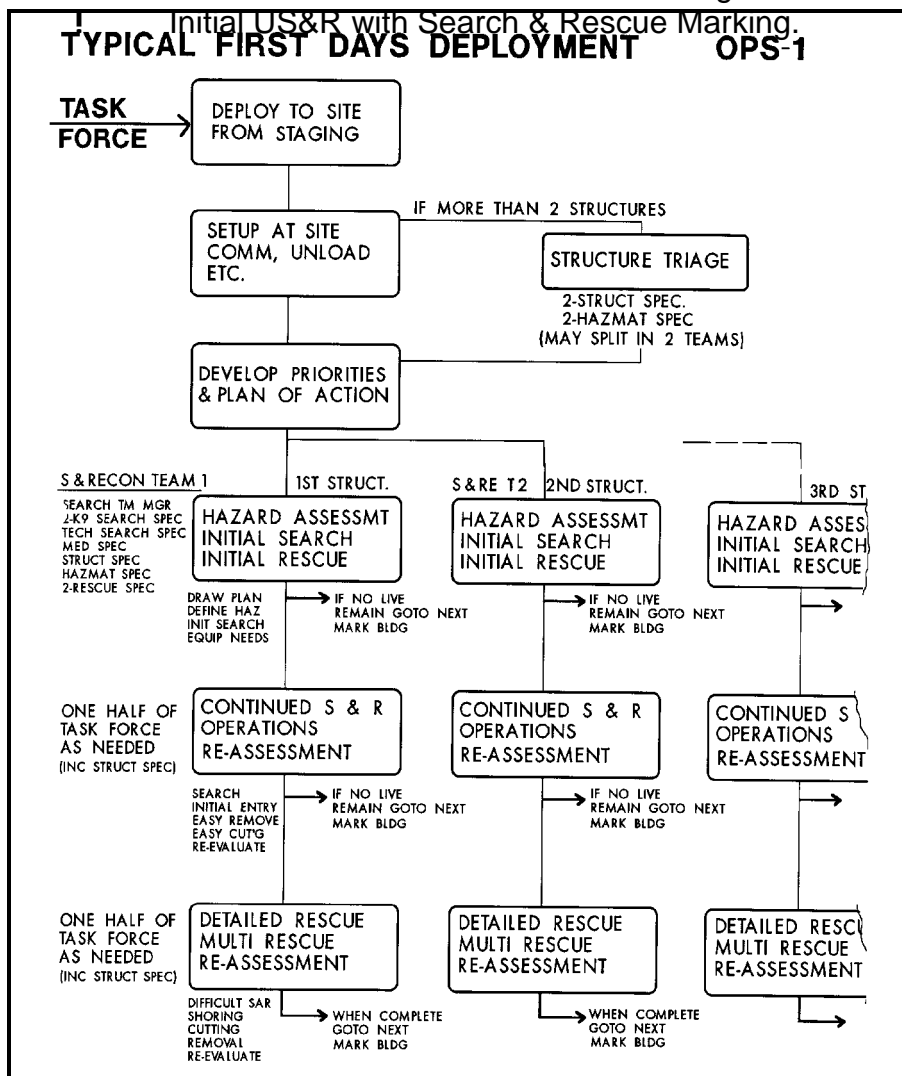 Initial US&R with Search & Rescue Marking.
TYPICAL FIRST DAYS DEPLOYMENT OPS-1
TASK
FORCE
DEPLOY TO SITE
FROM STAGING
IF MORE THAN 2 STRUCTURES
SETUP AT SITE
COMM, UNLOAD
ETC.
STRUCTURE TRIAGE
2-STRUCT SPEC.
2-HAZMAT SPEC
(MAY SPLIT IN 2 TEAMS)
DEVELOP PRIORITIES
& PLAN OF ACTION
S & RECON TEAM 1
SEARCH TM MGR
2-K9 SEARCH SPEC
TECH SEARCH SPEC
MED SPEC
STRUCT SPEC
HAZMAT SPEC
2-RESCUE SPEC
1ST STRUCT.
HAZARD ASSESSMT
INITIAL SEARCH
INITIAL RESCUE
DRAW PLAN
DEFINE HAZ
INIT SEARCH
EQUIP NEEDS
IF NO LIVE
REMAIN GOTO NEXT
MARK BLDG
S & RE T2 2ND STRUCT.
HAZARD ASSESSMT
INITIAL SEARCH
INITIAL RESCUE
IF NO LIVE
REMAIN GOTO NEXT
MARK BLDG
3RD ST
HAZARD ASSES
INITIAL SEARCH
INITIAL RESCUE
ONE HALF OF
TASK FORCE
AS NEEDED
(INC STRUCT SPEC)
CONTINUED S & R
OPERATIONS
RE-ASSESSMENT
SEARCH
INITIAL ENTRY
EASY REMOVE
EASY CUT'G
RE-EVALUATE
IF NO LIVE
REMAIN GOTO NEXT
MARK BLDG
CONTINUED S & R
OPERATIONS
RE-ASSESSMENT
IF NO LIVE
REMAIN GOTO NEXT
MARK BLDG
CONTINUED S
OPERATIONS
RE-ASSESSMENT
ONE HALF OF
TASK FORCE
AS NEEDED
(INC STRUCT SPEC)
DETAILED RESCUE
MULTI RESCUE
RE-ASSESSMENT
DIFFICULT SAR
SHORING
CUTTING
REMOVAL
RE-EVALUATE
WHEN COMPLETE
GOTO NEXT
MARK BLDG
DETAILED RESCUE
MULTI RESCUE
RE-ASSESSMENT
WHEN COMPLETE
GOTO NEXT
MARK BLDG
DETAILED RESC
MULTI RESCUE
RE-ASSESSMENT